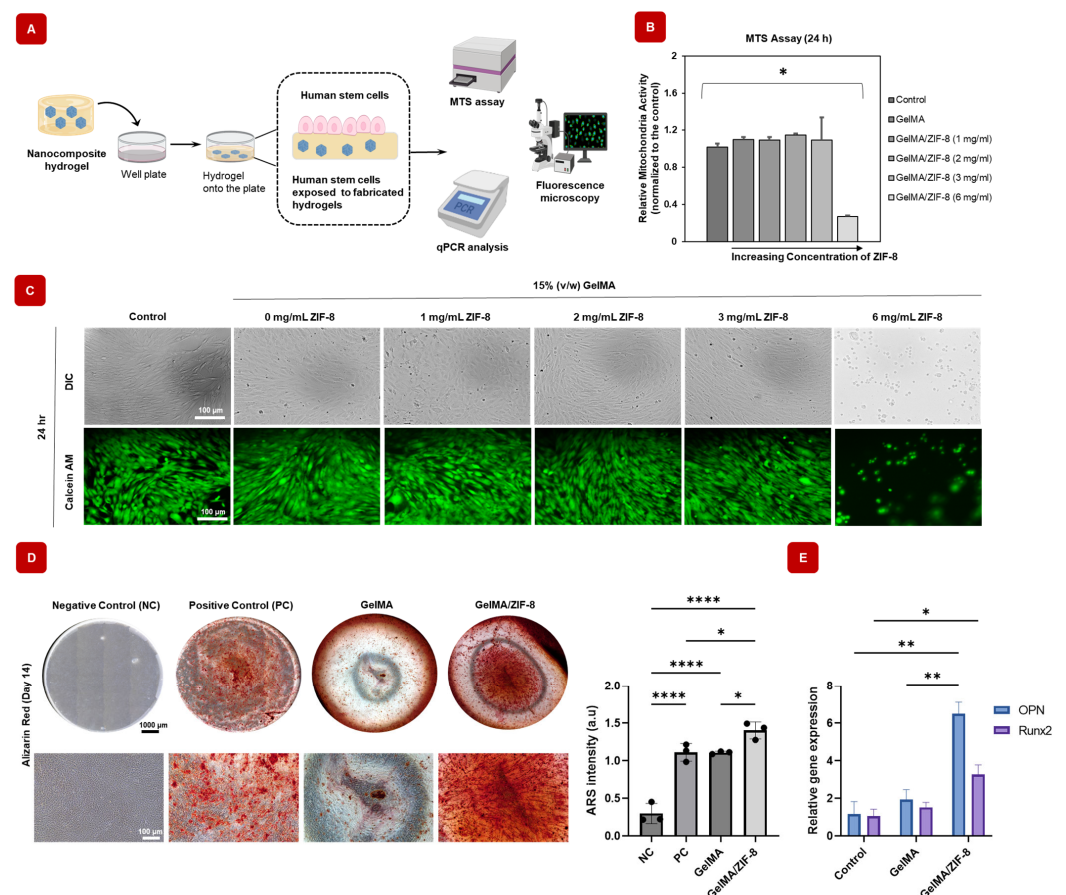 A
Nanocomposite
hydrogel
Well plate
Hydrogel
onto the plate
Human stem cells
Human stem cells
exposed to fabricated
hydrogels
MTS assay
PCR
qPCR analysis
Fluorescence
microscopy
B
MTS Assay (24 h)
Relative Mitochondria Activity
(normalized to the control)
2
1.6
1.2
0.8
0.4
0
*
Increasing Concentration of ZIF-8
Control
GelMA
GelMA/ZIF-8 (1 mg/ml)
GelMA/ZIF-8 (2 mg/ml)
GelMA/ZIF-8 (3 mg/ml)
GelMA/ZIF-8 (6 mg/ml)
C
15% (v/w) GelMA
Control
0 mg/mL ZIF-8
1 mg/mL ZIF-8
2 mg/mL ZIF-8
3 mg/mL ZIF-8
6 mg/mL ZIF-8
24 hr
DIC
100 µm
Calcein AM
100 µm
D
Negative Control (NC)
Positive Control (PC)
GelMA
GelMA/ZIF-8
Alizarin Red (Day 14)
1000 µm
100 µm
ARS Intensity (a.u)
2.0
1.5
1.0
0.5
0.0
****
*
****
****
*
NC
PC
GelMA
GelMA/ZIF-8
E
Relative gene expression
8
6
4
2
0
*
**
**
Control
GelMA
GelMA/ZIF-8
OPN
Runx2